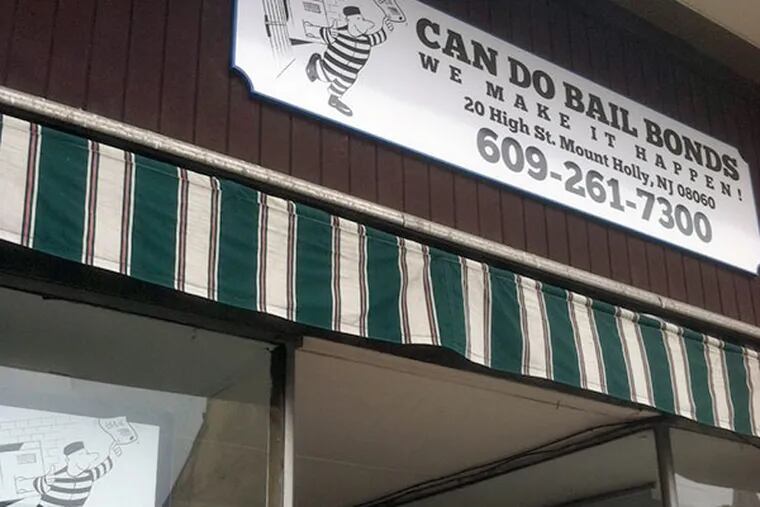 CAN DO BAIL BONDS
WE MAKE IT HAPPEN!
20 High St. Mount Holly, NJ 08060
609-261-7300